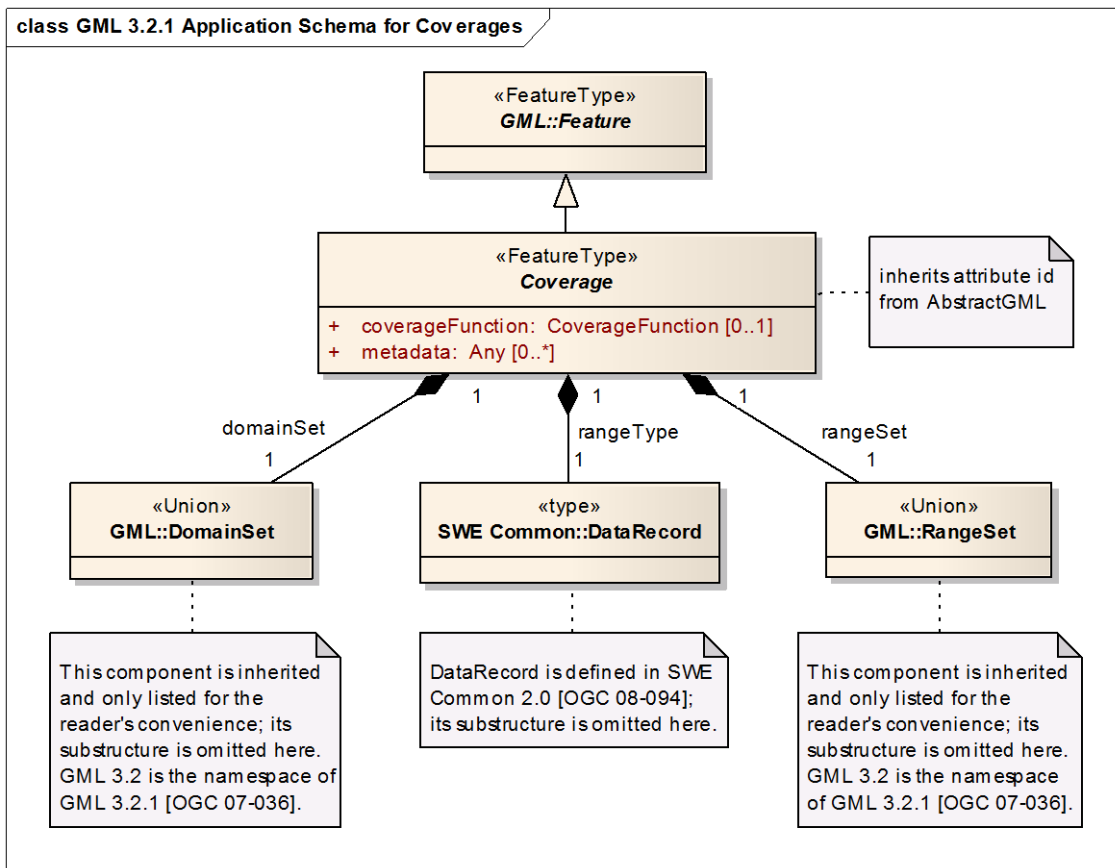 class GML 3.2.1 Application Schema for Coverages
«FeatureType»
GML::Feature
«FeatureType»
Coverage
+ coverageFunction: CoverageFunction [0..1]
+ metadata: Any [0..*]
inherits attribute id
from AbstractGML
1
1
1
domainSet
rangeType
rangeSet
1
1
1
«Union»
GML::DomainSet
«type»
SWE Common::DataRecord
«Union»
GML::RangeSet
This component is inherited
and only listed for the
reader's convenience; its
substructure is omitted here.
GML 3.2 is the namespace of
GML 3.2.1 [OGC 07-036].
DataRecord is defined in SWE
Common 2.0 [OGC 08-094];
its substructure is omitted here.
This component is inherited
and only listed for the
reader's convenience; its
substructure is omitted here.
GML 3.2 is the namespace
of GML 3.2.1 [OGC 07-036].